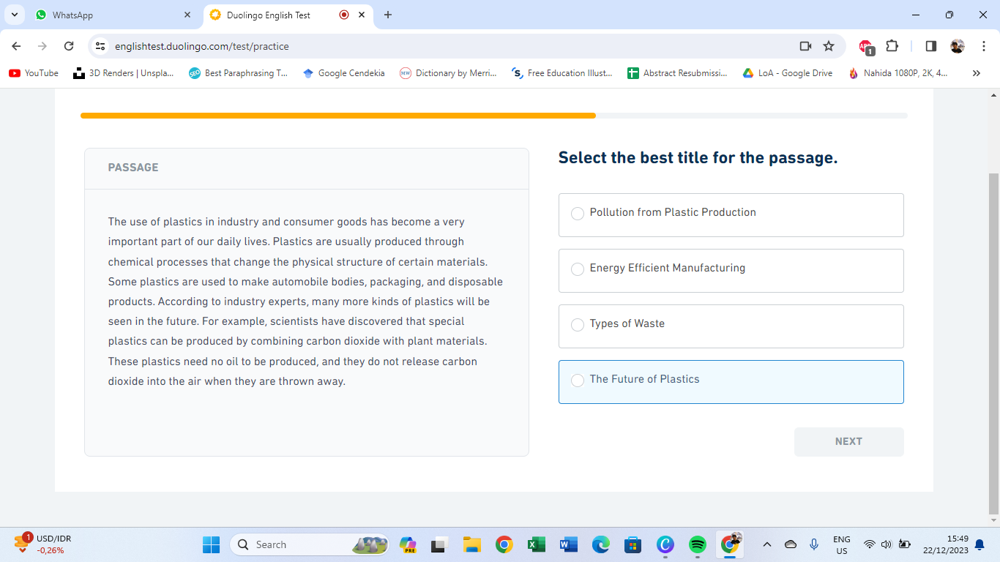 WhatsApp
Duolingo English Test
englishtest.duolingo.com/test/practice
1
YouTube
3D Renders | Unspla...
Best Paraphrasing T...
Google Cendekia
Dictionary by Merri...
Free Education Illust...
Abstract Resubmissi...
LoA - Google Drive
Nahida 1080P, 2K, 4...
PASSAGE
The use of plastics in industry and consumer goods has become a very
important part of our daily lives. Plastics are usually produced through
chemical processes that change the physical structure of certain materials.
Some plastics are used to make automobile bodies, packaging, and disposable
products. According to industry experts, many more kinds of plastics will be
seen in the future. For example, scientists have discovered that special
plastics can be produced by combining carbon dioxide with plant materials.
These plastics need no oil to be produced, and they do not release carbon
dioxide into the air when they are thrown away.
Select the best title for the passage.
Pollution from Plastic Production
Energy Efficient Manufacturing
Types of Waste
The Future of Plastics
NEXT
1
USD/IDR
-0,26%
Search
PRE
ENG
US
15:49
22/12/2023